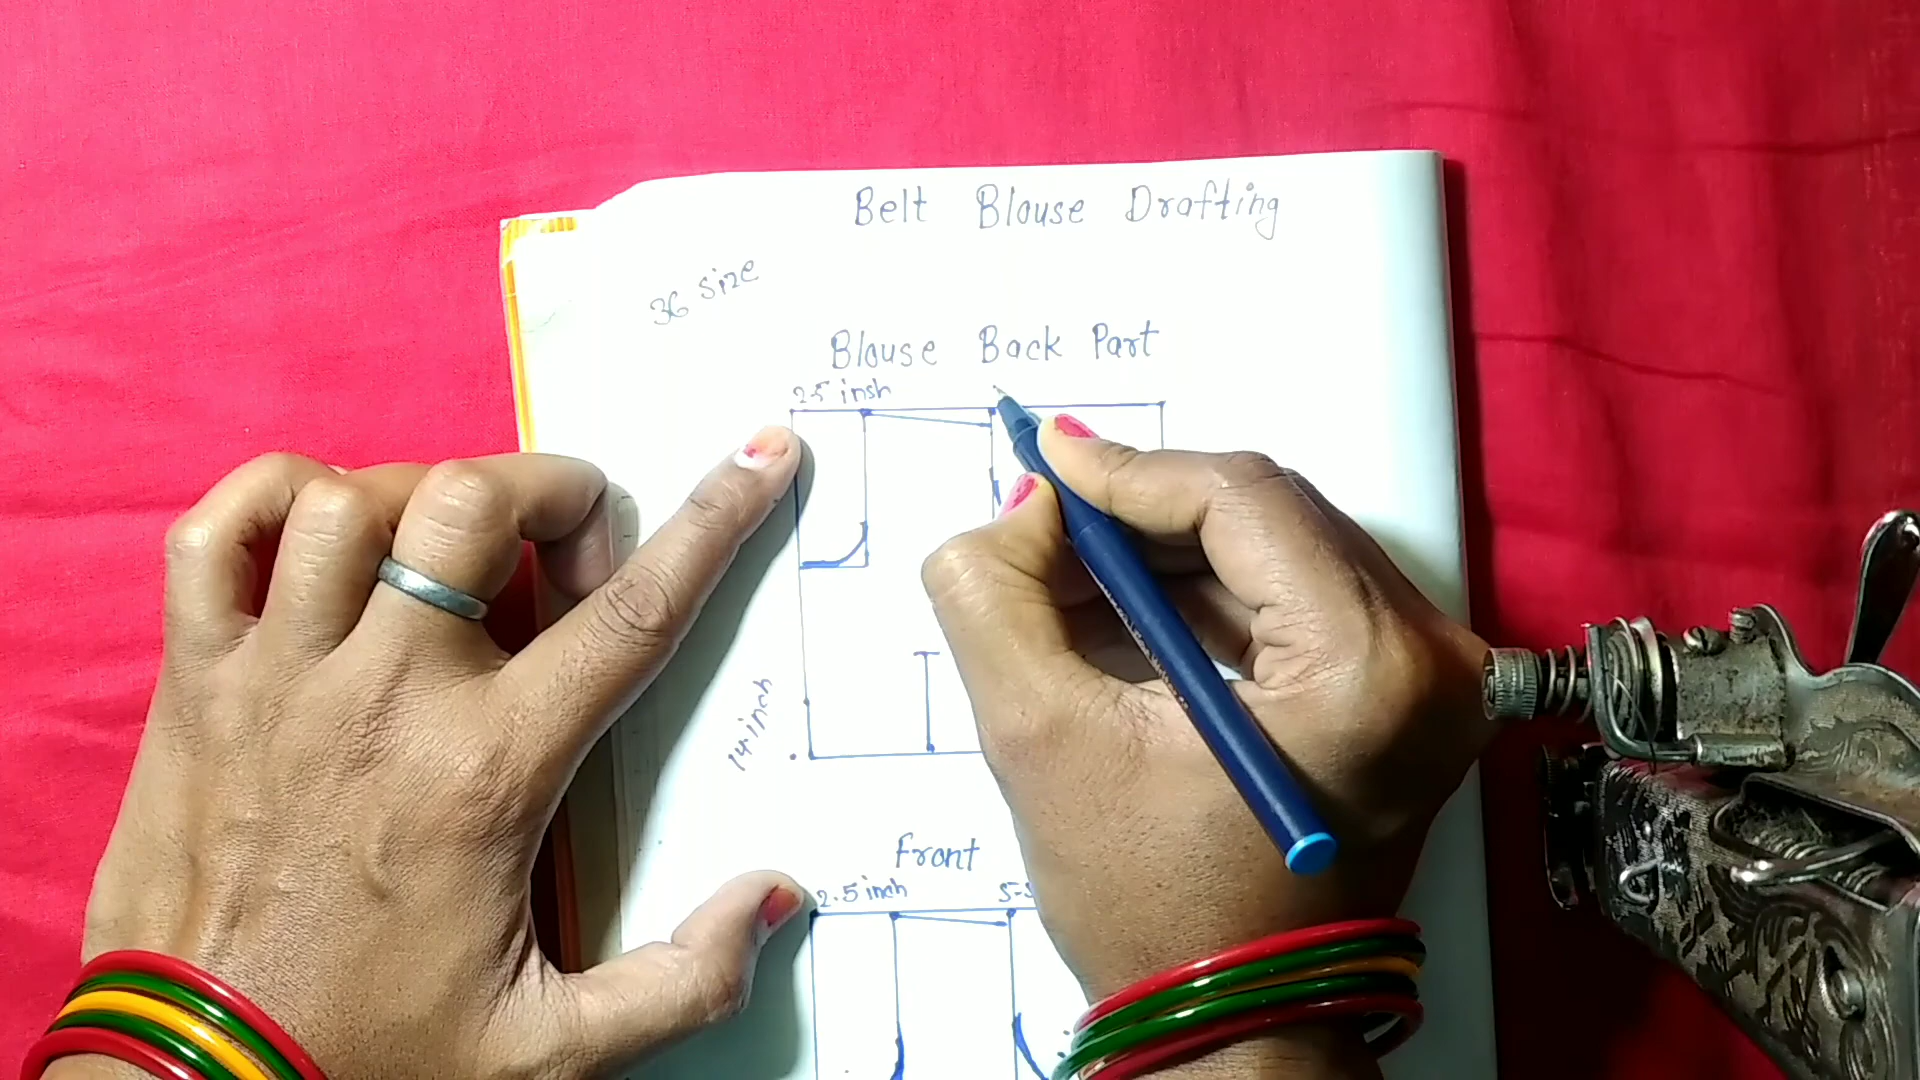 Belt Blouse Drafting
36 size
Blouse Back Part
2.5 insh
14 inch
Front
2.5 inch